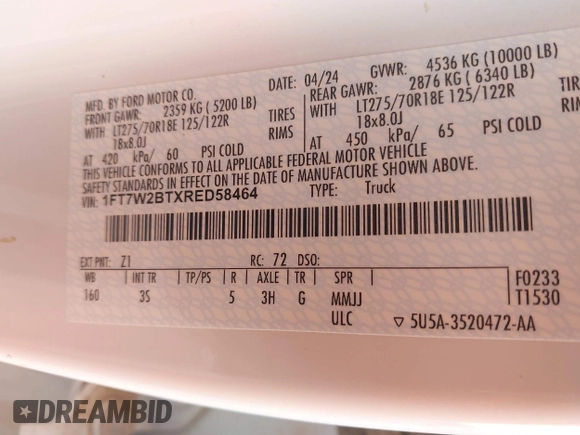 MFD. BY FORD MOTOR CO.
DATE: 04/24 GVWR: 4536 KG (10000 LB)
FRONT GAWR: 2359 KG ( 5200 LB) REAR GAWR: 2876 KG ( 6340 LB)
WITH LT275/70R18E 125/122R TIRES WITH LT275/70R18E 125/122R TIRES
18x8.0J RIMS 18x8.0J RIMS
AT 420 kPa/ 60 PSI COLD AT 450 kPa/ 65 PSI COLD
THIS VEHICLE CONFORMS TO ALL APPLICABLE FEDERAL MOTOR VEHICLE
SAFETY STANDARDS IN EFFECT ON THE DATE OF MANUFACTURE SHOWN ABOVE.
VIN: 1FT7W2BTXRED58464 TYPE: Truck
EXT PNT: Z1 RC: 72 DSO:
WB INT TR TP/PS R AXLE TR SPR F0233
160 3S 5 3H G MMJJ T1530
ULC ▽ 5U5A-3520472-AA
DREAMBID